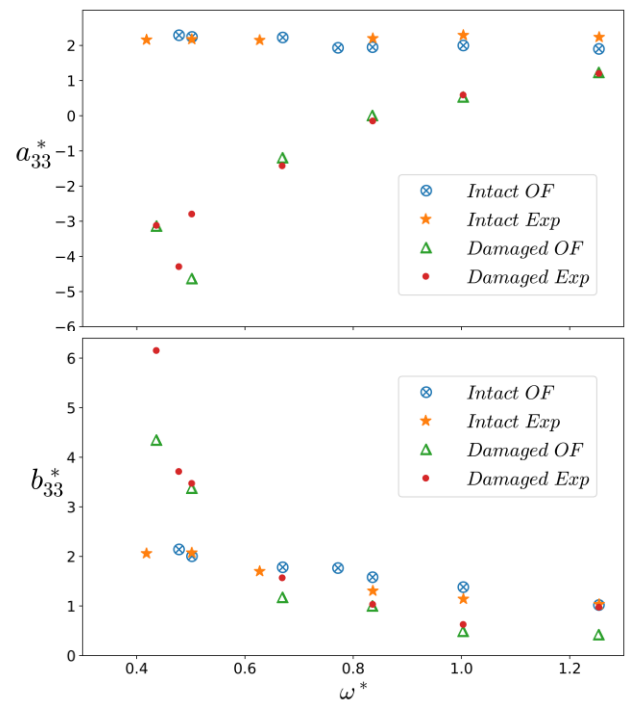 2
1
0
−1
−2
−3
−4
−5
−6
a₃₃*
Intact OF
Intact Exp
Damaged OF
Damaged Exp
6
5
4
3
2
1
0
b₃₃*
Intact OF
Intact Exp
Damaged OF
Damaged Exp
0.4 0.6 0.8 1.0 1.2
ω*